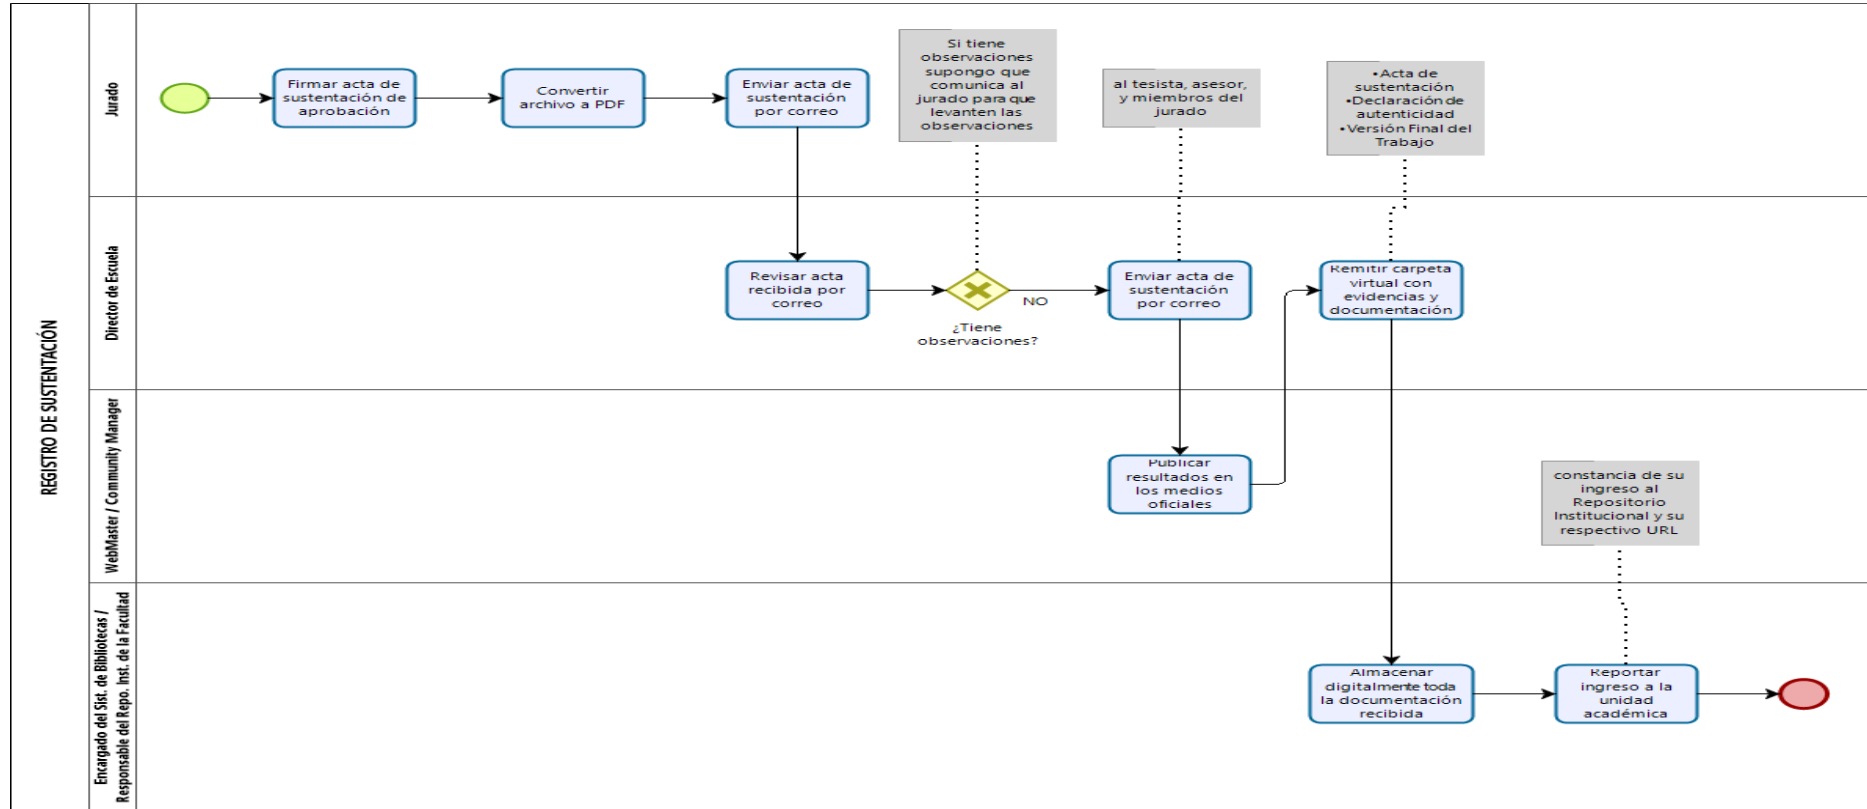 REGISTRO DE SUSTENTACIÓN
Jurado
Firmar acta de
sustentación de
aprobación
Convertir
archivo a PDF
Enviar acta de
sustentación
por correo
Si tiene
observaciones
supongo que
comunica al
jurado para que
levanten las
observaciones
al tesista, asesor,
y miembros del
jurado
•Acta de
sustentación
•Declaración de
autenticidad
•Versión Final del
Trabajo
Director de Escuela
Revisar acta
recibida por
correo
¿Tiene
observaciones?
NO
Enviar acta de
sustentación
por correo
Remitir carpeta
virtual con
evidencias y
documentación
WebMaster / Community Manager
Publicar
resultados en
los medios
oficiales
constancia de su
ingreso al
Repositorio
Institucional y su
respectivo URL
Encargado del Sist. de Bibliotecas /
Responsable del Repo. Inst. de la Facultad
Almacenar
digitalmente toda
la documentación
recibida
Reportar
ingreso a la
unidad
académica